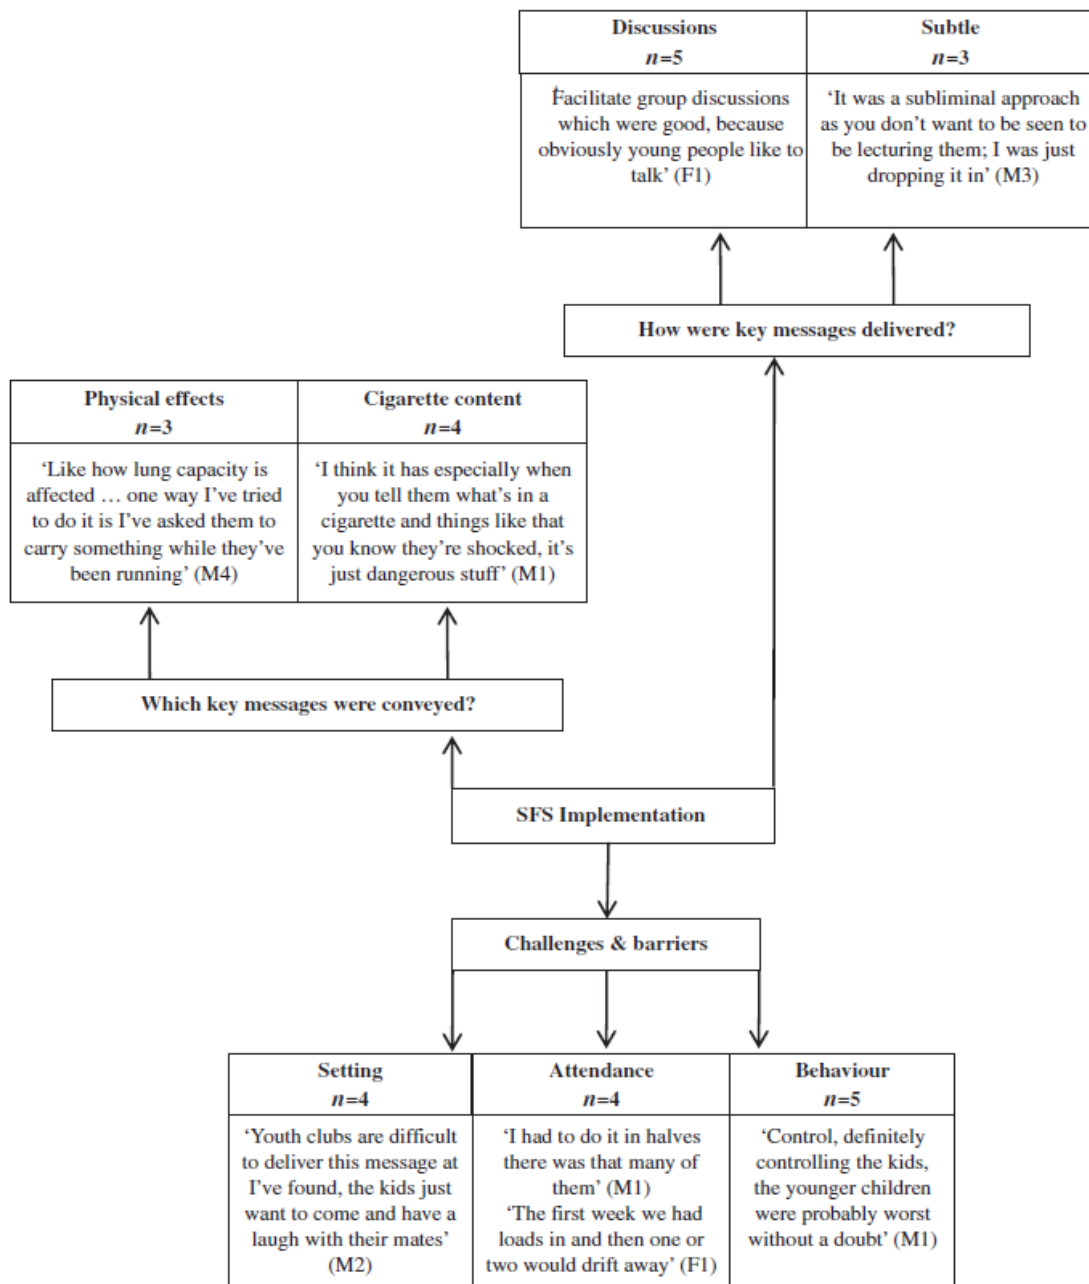 Discussions
n=5
Facilitate group discussions
which were good, because
obviously young people like to
talk’ (F1)
Subtle
n=3
‘It was a subliminal approach
as you don’t want to be seen to
be lecturing them; I was just
dropping it in’ (M3)
How were key messages delivered?
Physical effects
n=3
‘Like how lung capacity is
affected … one way I’ve tried
to do it is I’ve asked them to
carry something while they’ve
been running’ (M4)
Cigarette content
n=4
‘I think it has especially when
you tell them what’s in a
cigarette and things like that
you know they’re shocked, it’s
just dangerous stuff’ (M1)
Which key messages were conveyed?
SFS Implementation
Challenges & barriers
Setting
n=4
‘Youth clubs are difficult
to deliver this message at
I’ve found, the kids just
want to come and have a
laugh with their mates’
(M2)
Attendance
n=4
‘I had to do it in halves
there was that many of
them’ (M1)
‘The first week we had
loads in and then one or
two would drift away’ (F1)
Behaviour
n=5
‘Control, definitely
controlling the kids,
the younger children
were probably worst
without a doubt’ (M1)